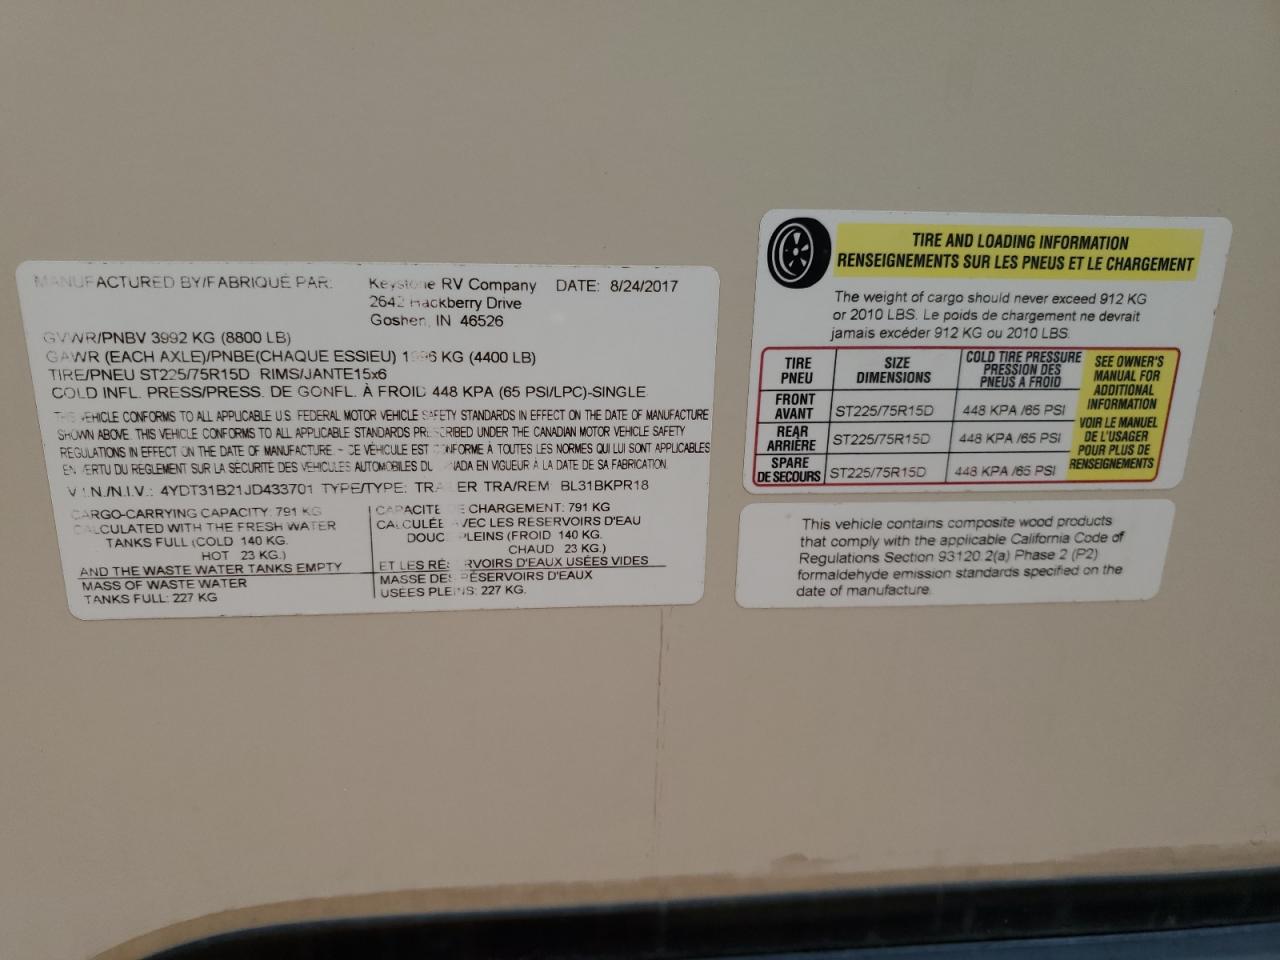 MANUFACTURED BY/FABRIQUÉ PAR: Keystone RV Company DATE: 8/24/2017
2642 Hackberry Drive
Goshen, IN 46526
GVWR/PNBV 3992 KG (8800 LB)
GAWR (EACH AXLE)/PNBE(CHAQUE ESSIEU) 1996 KG (4400 LB)
TIRE/PNEU ST225/75R15D RIMS/JANTE15x6
COLD INFL. PRESS/PRESS. DE GONFL. À FROID 448 KPA (65 PSI/LPC)-SINGLE
THIS VEHICLE CONFORMS TO ALL APPLICABLE U.S. FEDERAL MOTOR VEHICLE SAFETY STANDARDS IN EFFECT ON THE DATE OF MANUFACTURE
SHOWN ABOVE. THIS VEHICLE CONFORMS TO ALL APPLICABLE STANDARDS PRESCRIBED UNDER THE CANADIAN MOTOR VEHICLE SAFETY
REGULATIONS IN EFFECT ON THE DATE OF MANUFACTURE - CE VÉHICULE EST CONFORME À TOUTES LES NORMES QUI LUI SONT APPLICABLES
EN VERTU DU RÈGLEMENT SUR LA SÉCURITÉ DES VÉHICULES AUTOMOBILES DU CANADA EN VIGUEUR À LA DATE DE SA FABRICATION.
V.I.N./N.I.V.: 4YDT31B21JD433701 TYPE/TYPE: TRAILER TRA/REM BL31BKPR18
CARGO-CARRYING CAPACITY: 791 KG
CALCULATED WITH THE FRESH WATER
TANKS FULL (COLD 140 KG.
HOT 23 KG.)
AND THE WASTE WATER TANKS EMPTY
MASS OF WASTE WATER
TANKS FULL: 227 KG
CAPACITE DE CHARGEMENT: 791 KG
CALCULÉE AVEC LES RESERVOIRS D'EAU
DOUCE PLEINS (FROID 140 KG.
CHAUD 23 KG.)
ET LES RÉSERVOIRS D'EAUX USÉES VIDES
MASSE DES RÉSERVOIRS D'EAUX
USÉES PLEINS: 227 KG.
TIRE AND LOADING INFORMATION
RENSEIGNEMENTS SUR LES PNEUS ET LE CHARGEMENT
The weight of cargo should never exceed 912 KG
or 2010 LBS. Le poids de chargement ne devrait
jamais excéder 912 KG ou 2010 LBS.
TIRE PNEU SIZE DIMENSIONS COLD TIRE PRESSURE PRESSION DES PNEUS A FROID
FRONT AVANT ST225/75R15D 448 KPA /65 PSI
REAR ARRIÈRE ST225/75R15D 448 KPA /65 PSI
SPARE DE SECOURS ST225/75R15D 448 KPA /65 PSI
SEE OWNER'S
MANUAL FOR
ADDITIONAL
INFORMATION
VOIR LE MANUEL
DE L'USAGER
POUR PLUS DE
RENSEIGNEMENTS
This vehicle contains composite wood products
that comply with the applicable California Code of
Regulations Section 93120.2(a) Phase 2 (P2)
formaldehyde emission standards specified on the
date of manufacture.